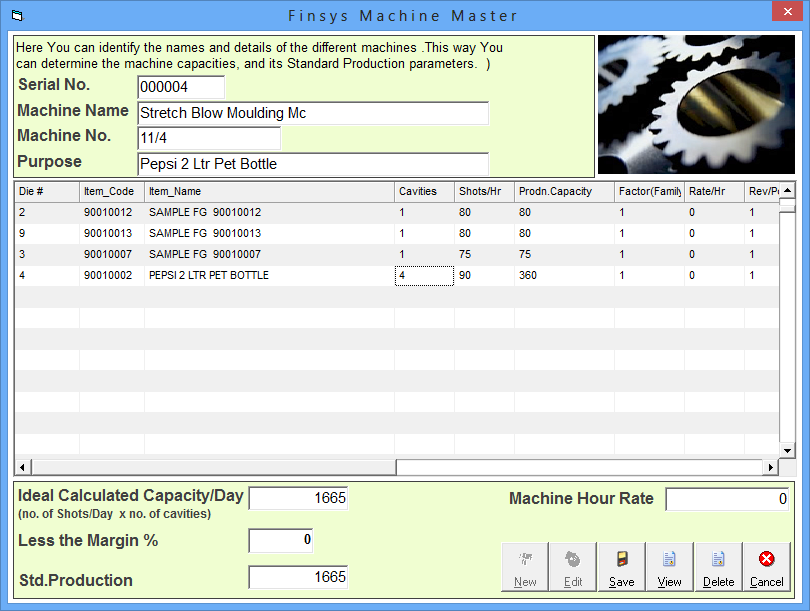 Finsys Machine Master
Here You can identify the names and details of the different machines .This way You
can determine the machine capacities, and its Standard Production parameters. )
Serial No. 000004
Machine Name Stretch Blow Moulding Mc
Machine No. 11/4
Purpose Pepsi 2 Ltr Pet Bottle
Die # Item_Code Item_Name Cavities Shots/Hr Prodn.Capacity Factor(Family Rate/Hr Rev/P
2 90010012 SAMPLE FG 90010012 1 80 80 1 0 1
9 90010013 SAMPLE FG 90010013 1 80 80 1 0 1
3 90010007 SAMPLE FG 90010007 1 75 75 1 0 1
4 90010002 PEPSI 2 LTR PET BOTTLE 4 90 360 1 0 1
Ideal Calculated Capacity/Day 1665 Machine Hour Rate 0
(no. of Shots/Day x no. of cavities)
Less the Margin % 0
Std.Production 1665
New Edit Save View Delete Cancel